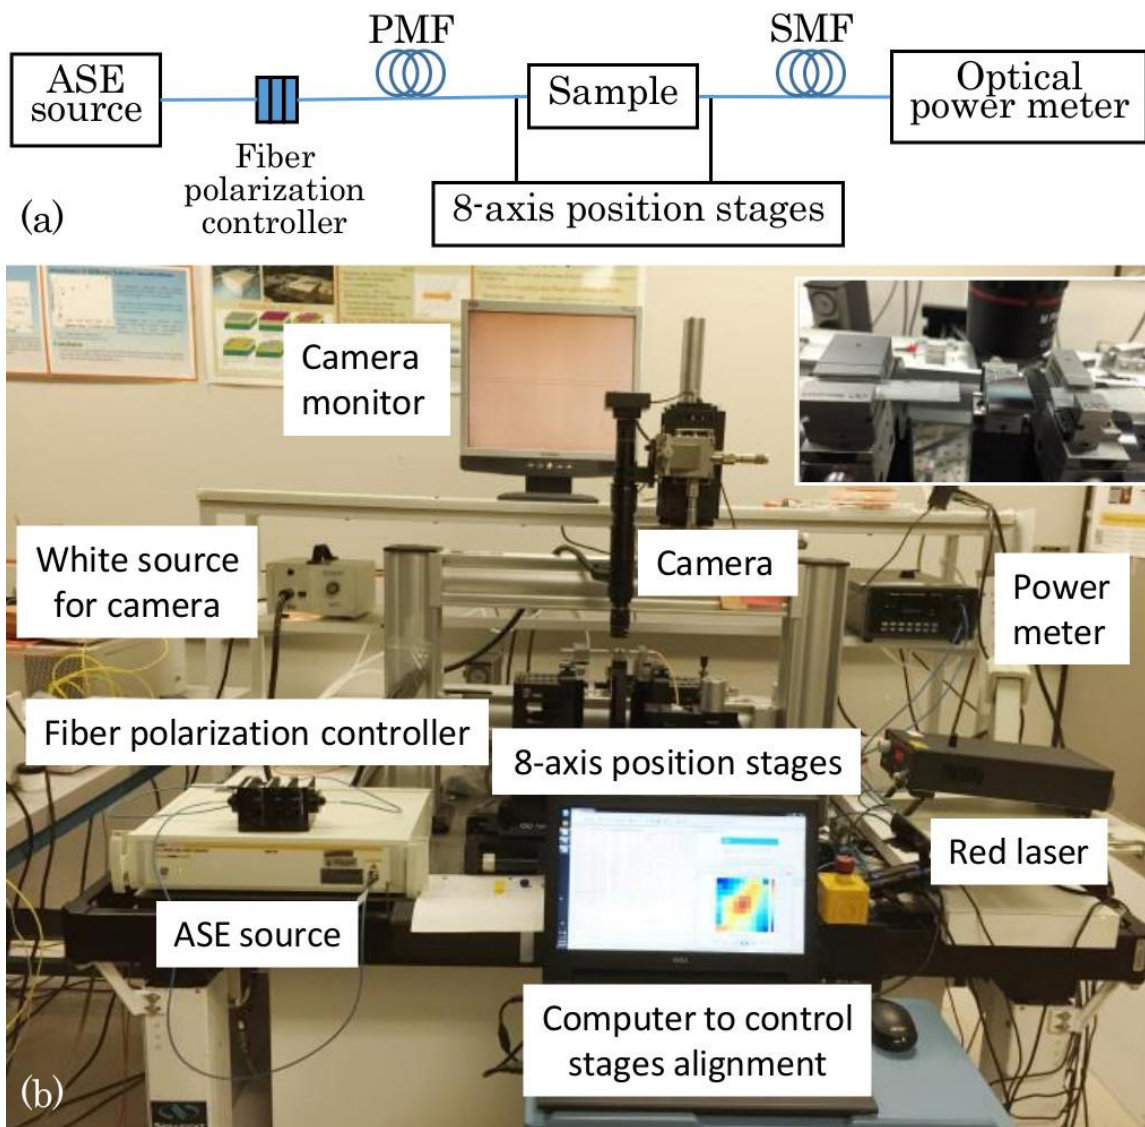 ASE
source
PMF
Sample
SMF
Optical
power meter
Fiber
polarization
controller
8-axis position stages
(a)
Camera
monitor
White source
for camera
Camera
Power
meter
Fiber polarization controller
8-axis position stages
Red laser
ASE source
DELL
Computer to control
stages alignment
(b)
Newport